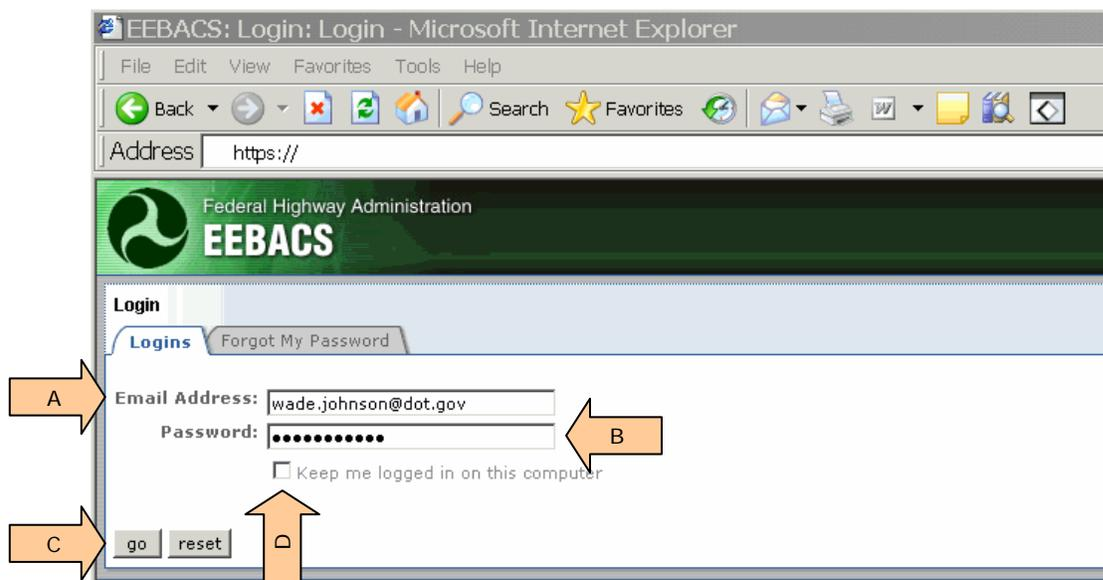 EEBACS: Login: Login - Microsoft Internet Explorer
File Edit View Favorites Tools Help
Back Search Favorites W
Address https://
Federal Highway Administration
EEBACS
Login
Logins Forgot My Password
A Email Address: wade.johnson@dot.gov
Password: ••••••••••• B
Keep me logged in on this computer
C go reset D